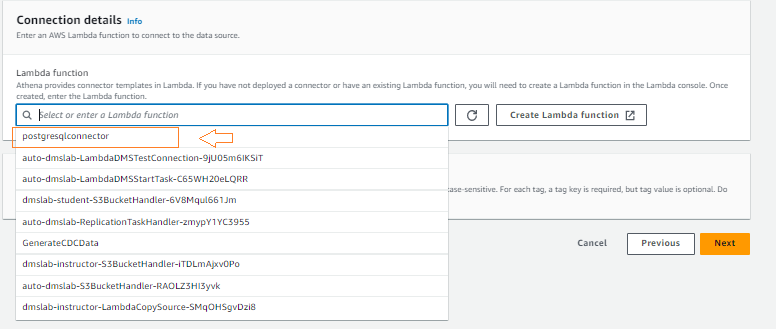 Connection details Info
Enter an AWS Lambda function to connect to the data source.
Lambda function
Athena provides connector templates in Lambda. If you have not deployed a connector or have an existing Lambda function, you will need to create a Lambda function in the Lambda console. Once
created, enter the Lambda function.
Select or enter a Lambda function
Create Lambda function
postgresqlconnector
auto-dmslab-LambdaDMSTestConnection-9jU05m6IKSiT
auto-dmslab-LambdaDMSStartTask-C65WH20eLQRR
case-sensitive. For each tag, a tag key is required, but tag value is optional. Do
dmslab-student-S3BucketHandler-6V8Mqul661Jm
auto-dmslab-ReplicationTaskHandler-zmypY1YC3955
GenerateCDCData
Cancel Previous Next
dmslab-instructor-S3BucketHandler-iTDLmAjxv0Po
auto-dmslab-S3BucketHandler-RAOLZ3HI3yvk
dmslab-instructor-LambdaCopySource-SMqOHSgvDzi8